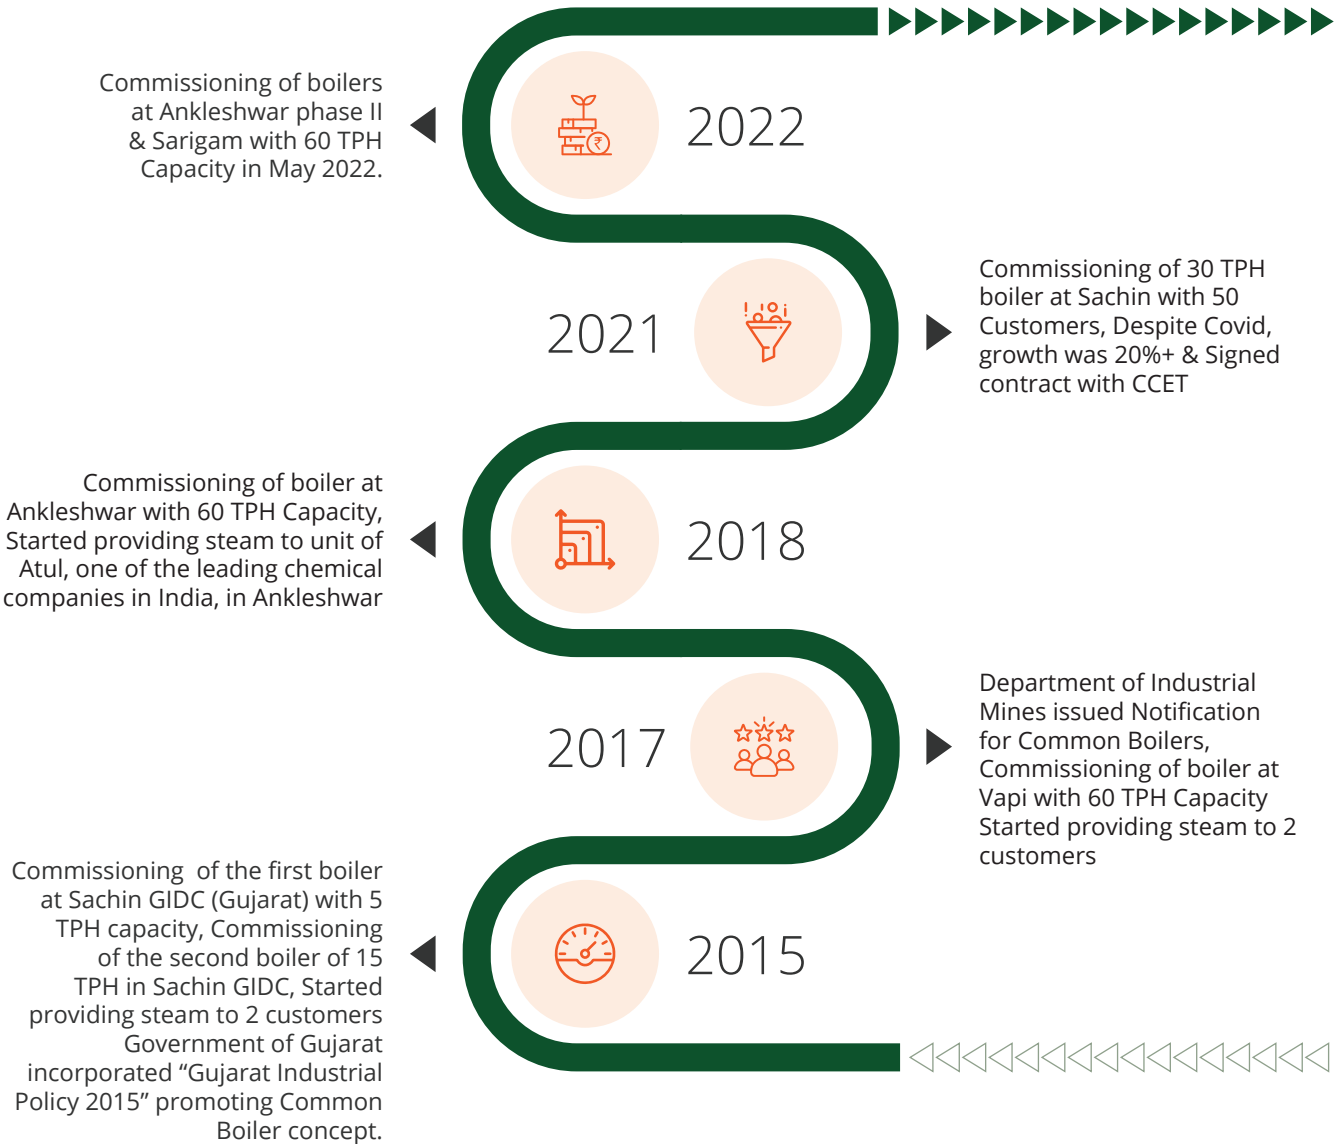 Commissioning of boilers
at Ankleshwar phase II
& Sarigam with 60 TPH
Capacity in May 2022.
2022
2021
Commissioning of 30 TPH
boiler at Sachin with 50
Customers, Despite Covid,
growth was 20%+ & Signed
contract with CCET
Commissioning of boiler at
Ankleshwar with 60 TPH Capacity,
Started providing steam to unit of
Atul, one of the leading chemical
companies in India, in Ankleshwar
2018
2017
Department of Industrial
Mines issued Notification
for Common Boilers,
Commissioning of boiler at
Vapi with 60 TPH Capacity
Started providing steam to 2
customers
Commissioning of the first boiler
at Sachin GIDC (Gujarat) with 5
TPH capacity, Commissioning
of the second boiler of 15
TPH in Sachin GIDC, Started
providing steam to 2 customers
Government of Gujarat
incorporated “Gujarat Industrial
Policy 2015” promoting Common
Boiler concept.
2015